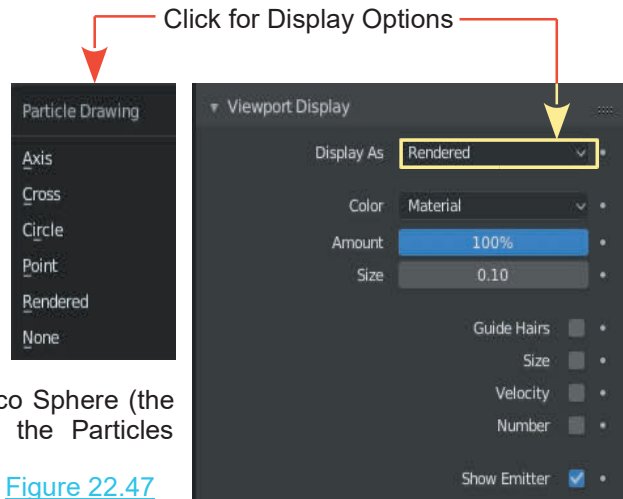 Click for Display Options
Particle Drawing
Axis
Cross
Circle
Point
Rendered
None
Viewport Display
Display As Rendered
Color Material
Amount 100%
Size 0.10
Guide Hairs
Size
Velocity
Number
Show Emitter
co Sphere (the
the Particles
Figure 22.47